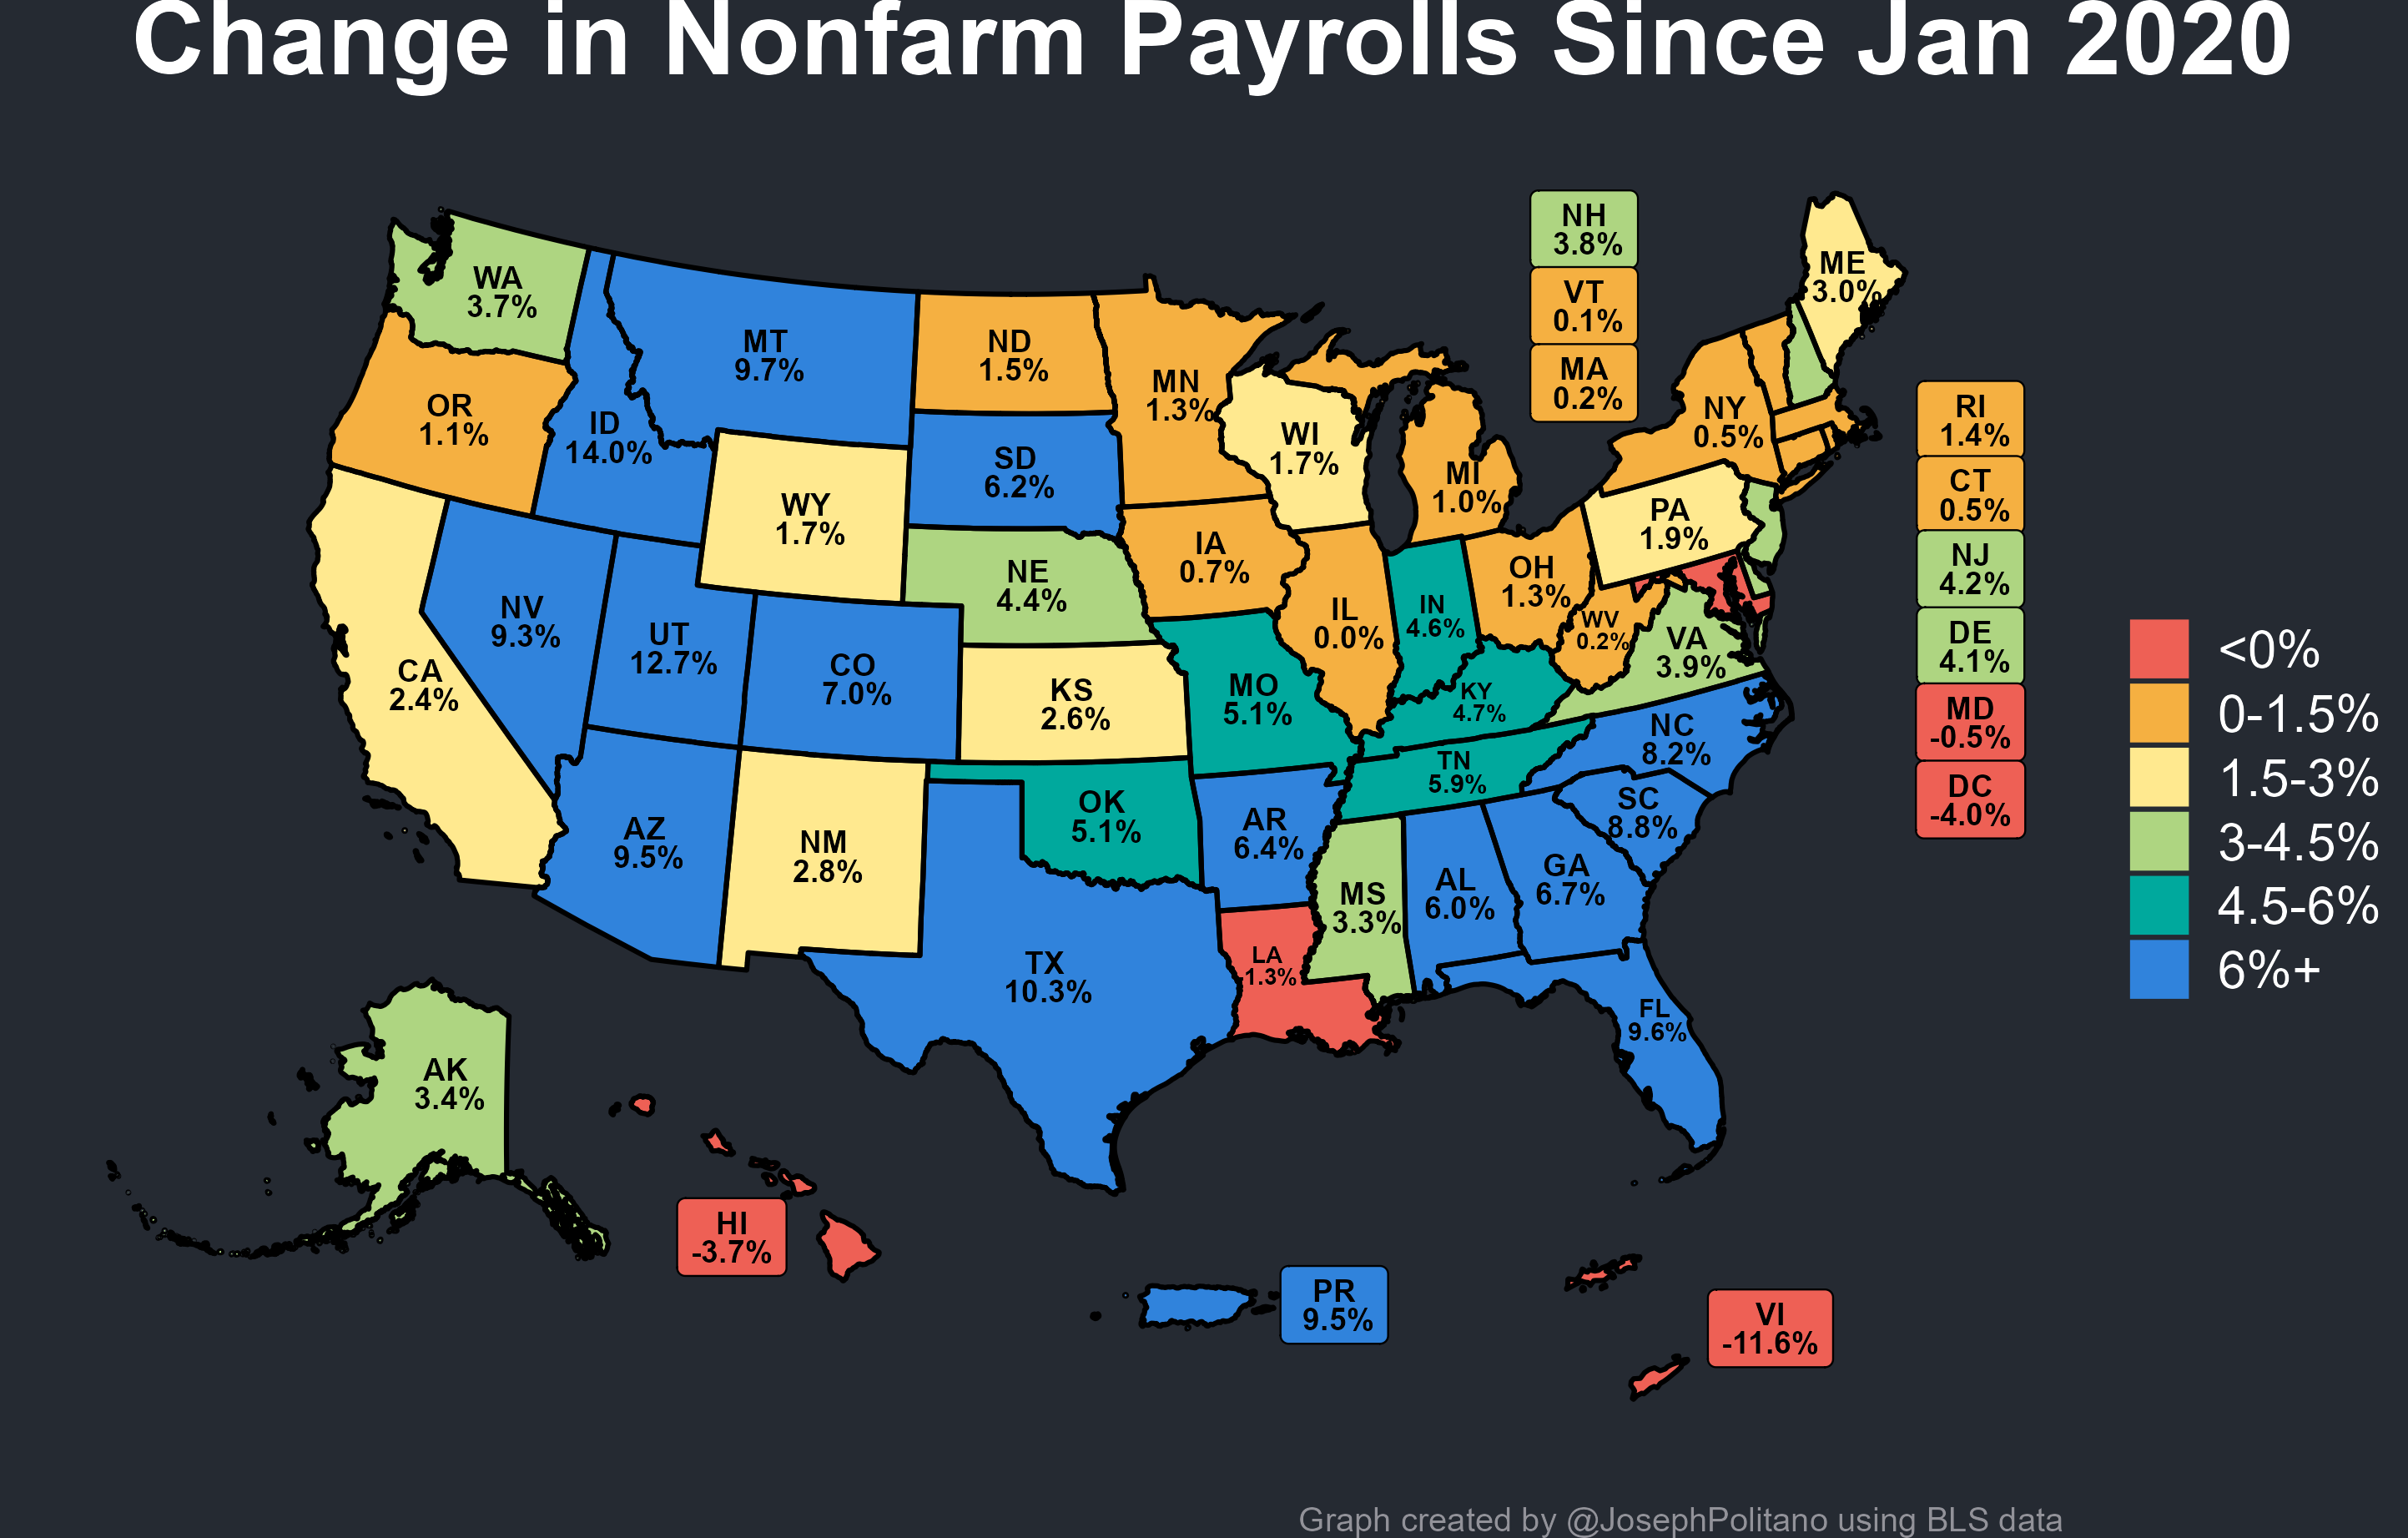 Change in Nonfarm Payrolls Since Jan 2020
NH
3.8%
VT
0.1%
MA
0.2%
ME
3.0%
WA
3.7%
MT
9.7%
ND
1.5%
MN
1.3%
OR
1.1%
ID
14.0%
SD
6.2%
WI
1.7%
MI
1.0%
NY
0.5%
RI
1.4%
CT
0.5%
NJ
4.2%
DE
4.1%
MD
-0.5%
DC
-4.0%
WY
1.7%
PA
1.9%
NE
4.4%
IA
0.7%
IL
0.0%
IN
4.6%
OH
1.3%
WV
0.2%
VA
3.9%
NV
9.3%
UT
12.7%
CO
7.0%
CA
2.4%
KS
2.6%
MO
5.1%
KY
4.7%
NC
8.2%
TN
5.9%
SC
8.8%
AZ
9.5%
NM
2.8%
OK
5.1%
AR
6.4%
MS
3.3%
AL
6.0%
GA
6.7%
TX
10.3%
LA
-1.3%
FL
9.6%
AK
3.4%
HI
-3.7%
PR
9.5%
VI
-11.6%
<0%
0-1.5%
1.5-3%
3-4.5%
4.5-6%
6%+
Graph created by @JosephPolitano using BLS data